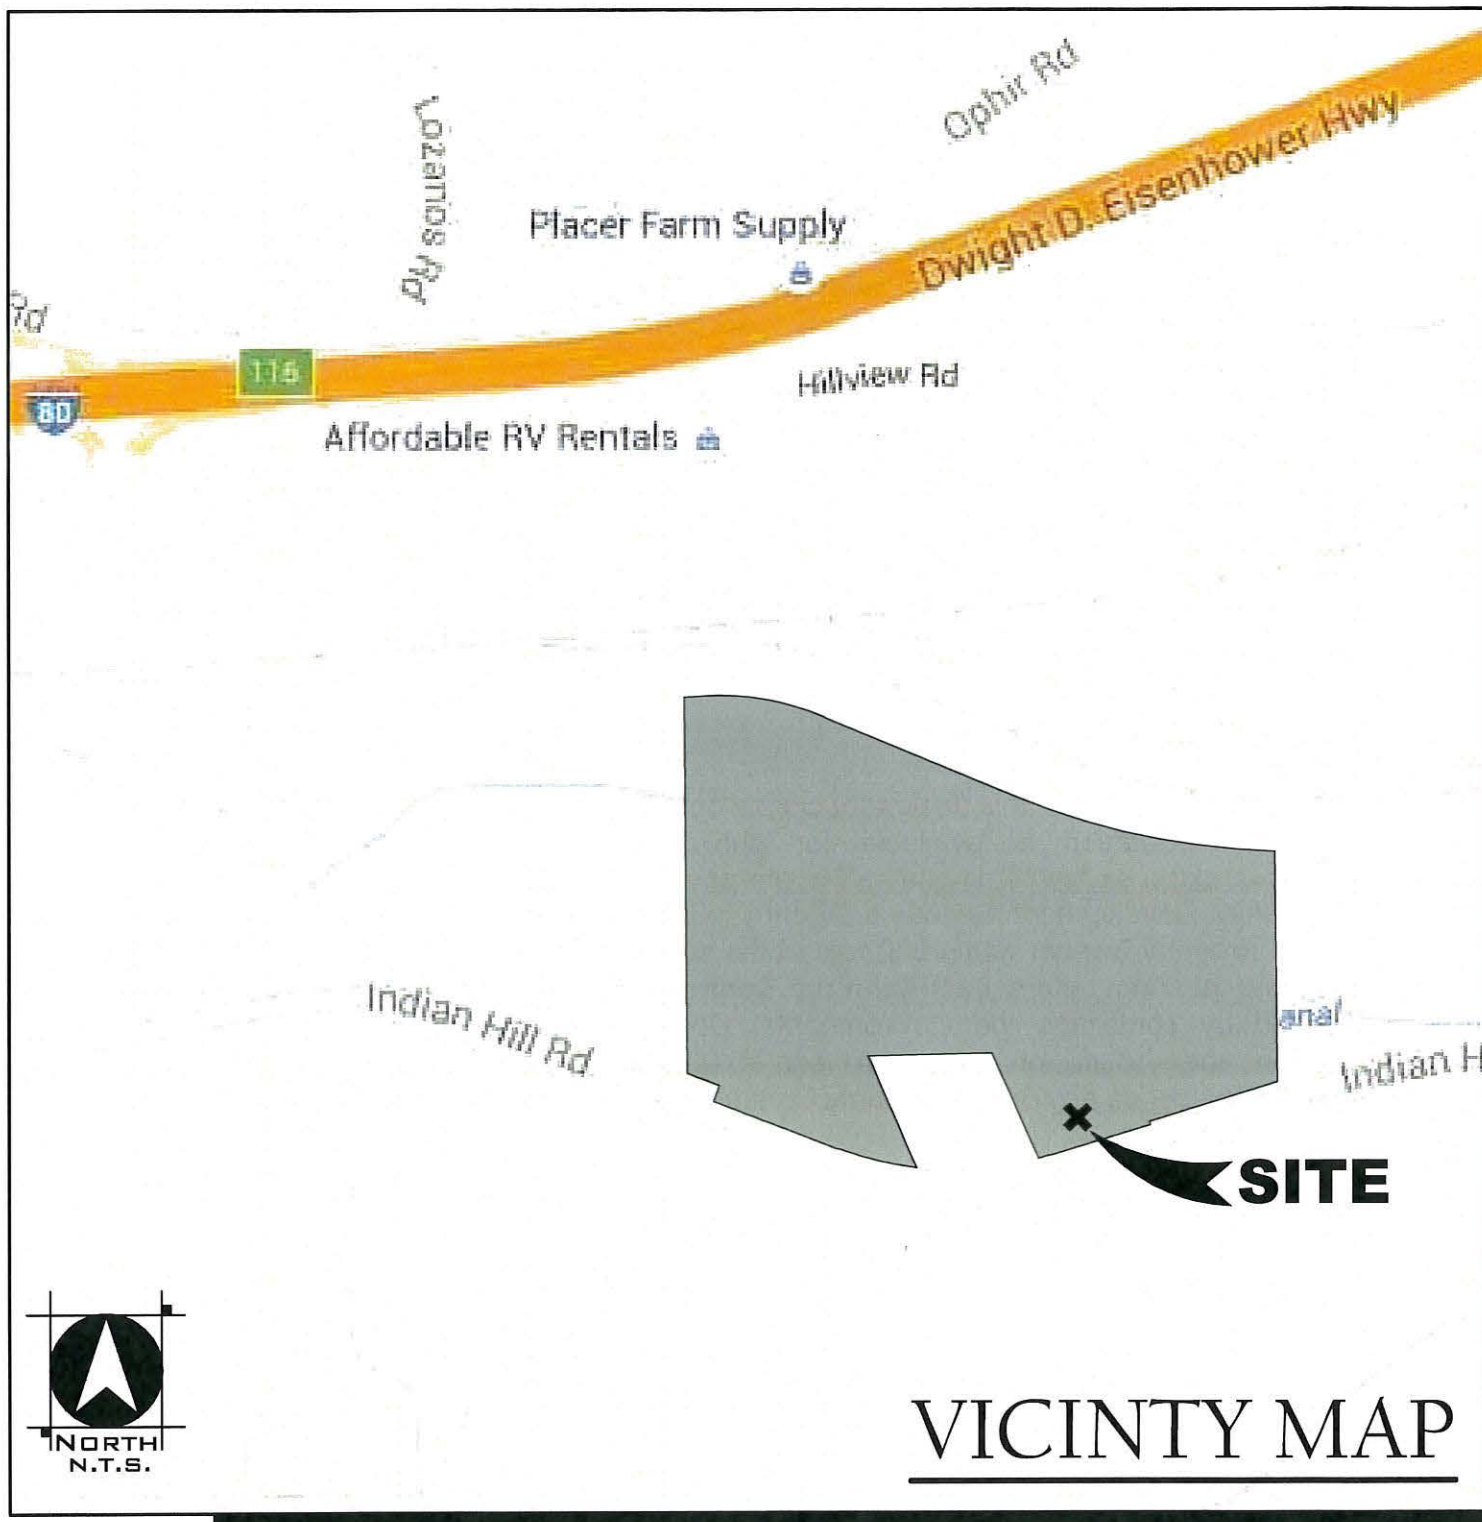 Ophir Rd
Lozanos Rd
Dwight D. Eisenhower Hwy
Placer Farm Supply
Rd
116
Hillview Rd
80
Affordable RV Rentals
Indian Hill Rd
anal
Indian H
SITE
NORTH
N.T.S.
VICINTY MAP